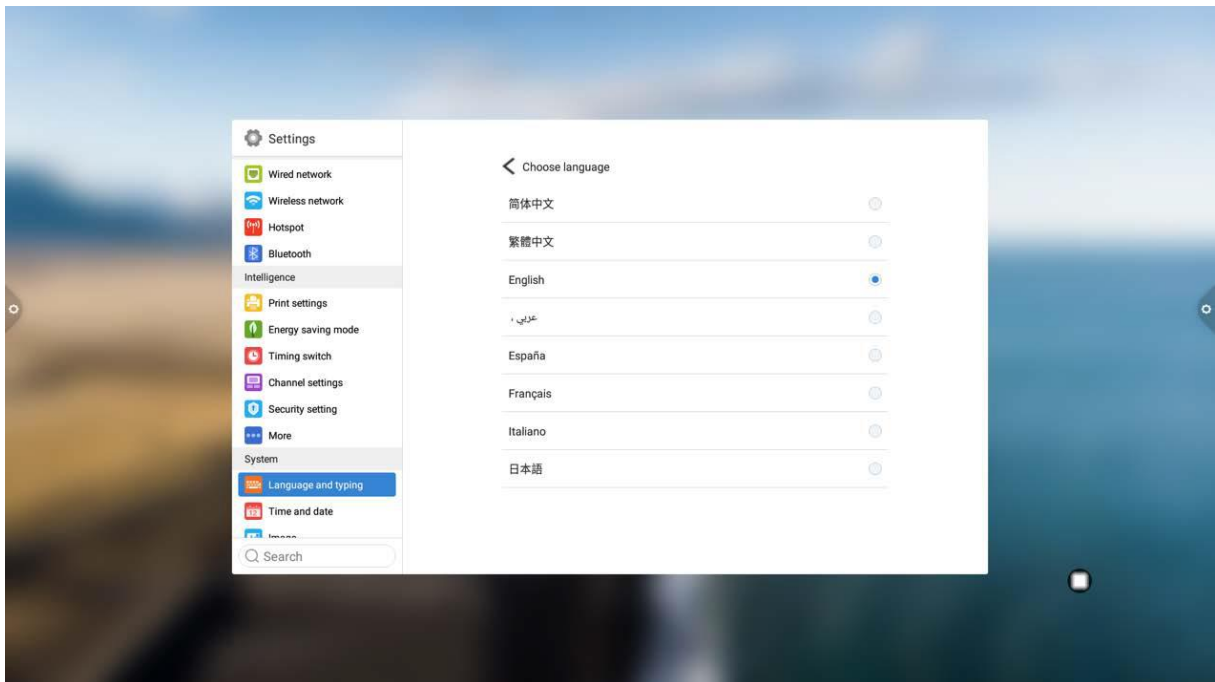 Settings
Wired network
Wireless network
Hotspot
Bluetooth
Intelligence
Print settings
Energy saving mode
Timing switch
Channel settings
Security setting
More
System
Language and typing
12
Time and date
Image
Search
Choose language
简体中文
繁體中文
English
عربي ،
España
Français
Italiano
日本語